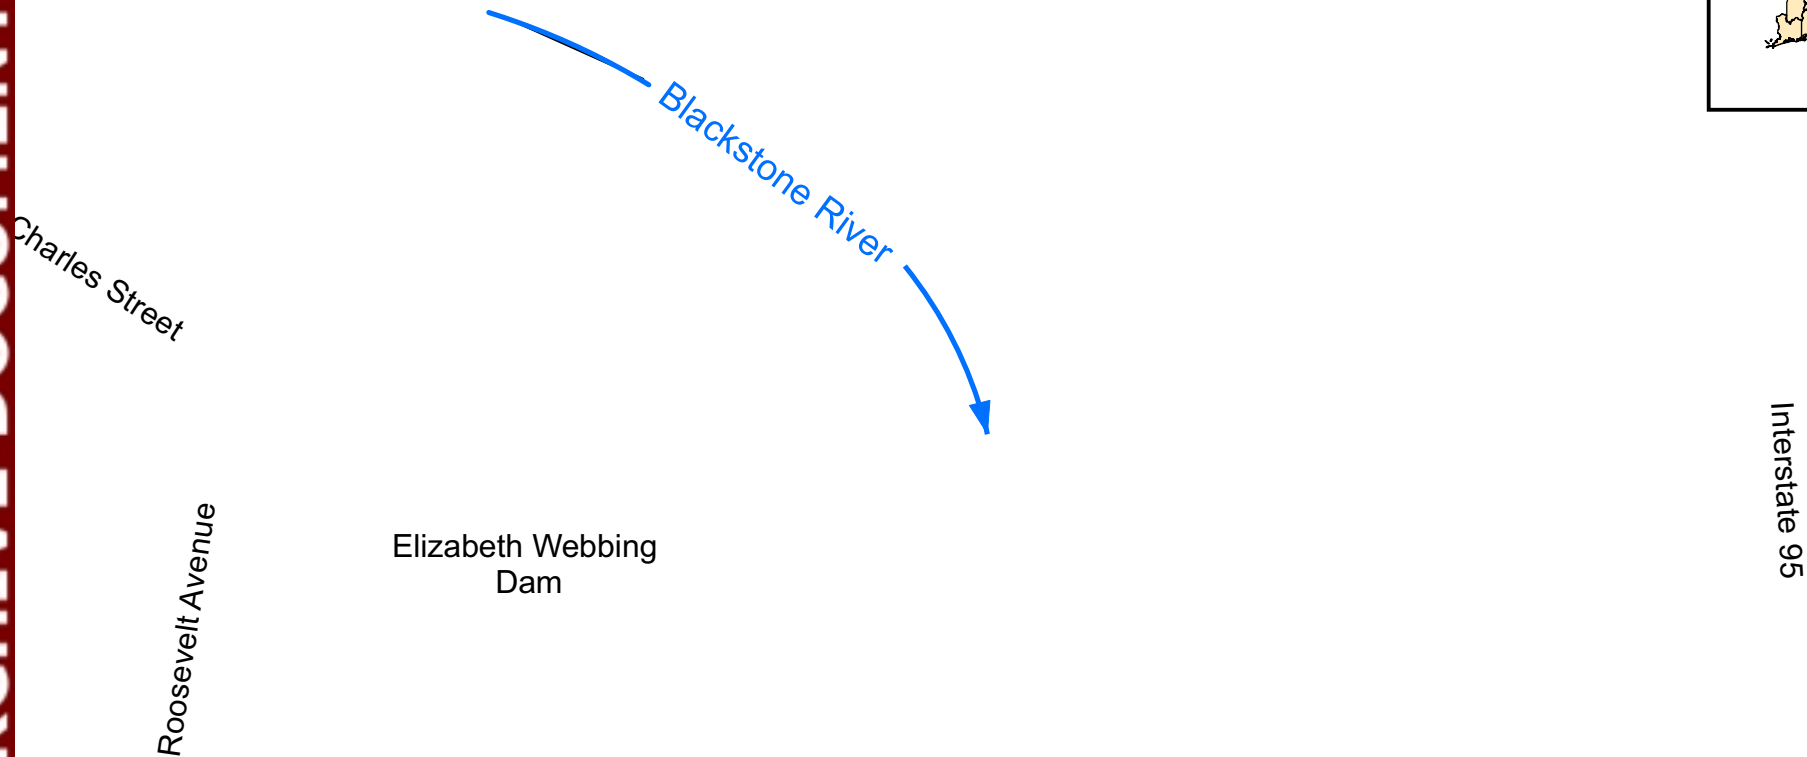 Blackstone River
Charles Street
Interstate 95
Roosevelt Avenue
Elizabeth Webbing
Dam